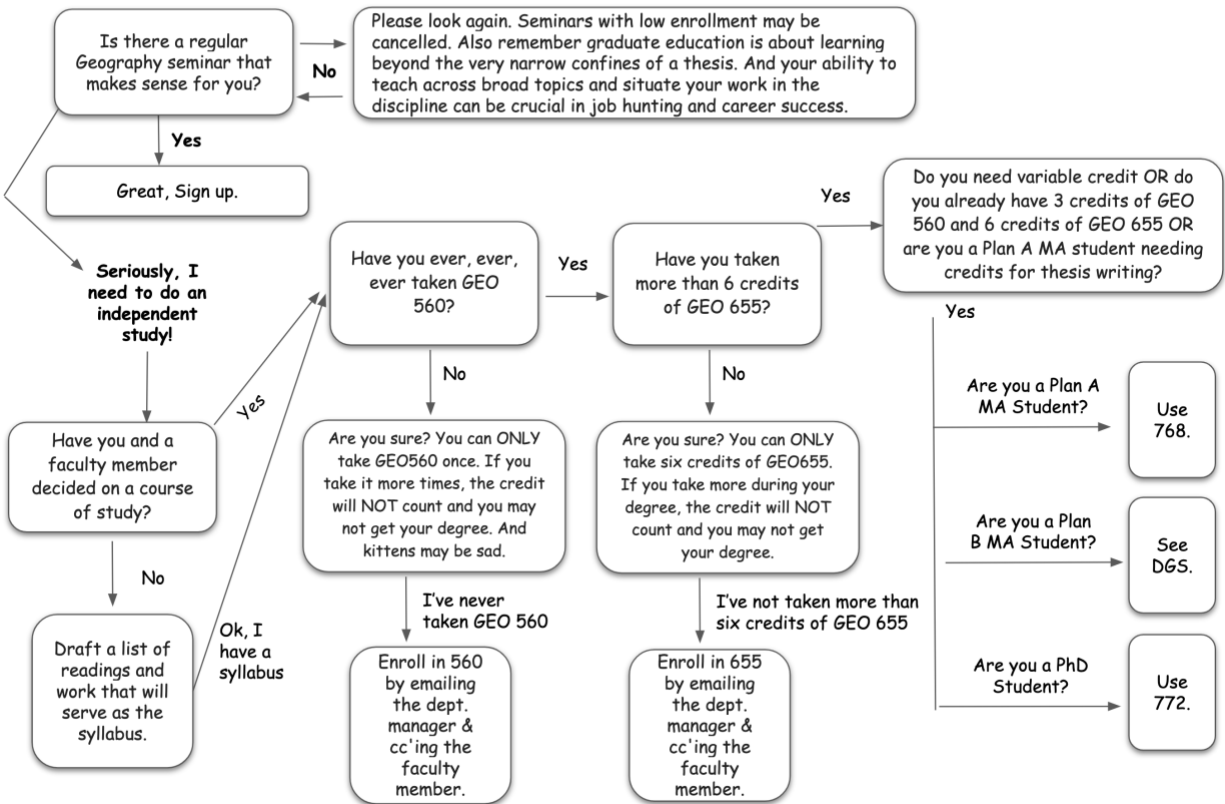 Is there a regular
Geography seminar that
makes sense for you?
No
Please look again. Seminars with low enrollment may be
cancelled. Also remember graduate education is about learning
beyond the very narrow confines of a thesis. And your ability to
teach across broad topics and situate your work in the
discipline can be crucial in job hunting and career success.
Yes
Great, Sign up.
Seriously, I
need to do an
independent
study!
Have you and a
faculty member
decided on a course
of study?
Yes
No
Draft a list of
readings and
work that will
serve as the
syllabus.
Ok, I
have a
syllabus
Have you ever, ever,
ever taken GEO
560?
Yes
No
Are you sure? You can ONLY
take GEO560 once. If you
take it more times, the credit
will NOT count and you may
not get your degree. And
kittens may be sad.
I've never
taken GEO 560
Enroll in 560
by emailing
the dept.
manager &
cc'ing the
faculty
member.
Have you taken
more than 6 credits
of GEO 655?
Yes
No
Are you sure? You can ONLY
take six credits of GEO655.
If you take more during your
degree, the credit will NOT
count and you may not get
your degree.
I've not taken more than
six credits of GEO 655
Enroll in 655
by emailing
the dept.
manager &
cc'ing the
faculty
member.
Do you need variable credit OR do
you already have 3 credits of GEO
560 and 6 credits of GEO 655 OR
are you a Plan A MA student needing
credits for thesis writing?
Yes
Are you a Plan A
MA Student?
Use
768.
Are you a Plan
B MA Student?
See
DGS.
Are you a PhD
Student?
Use
772.